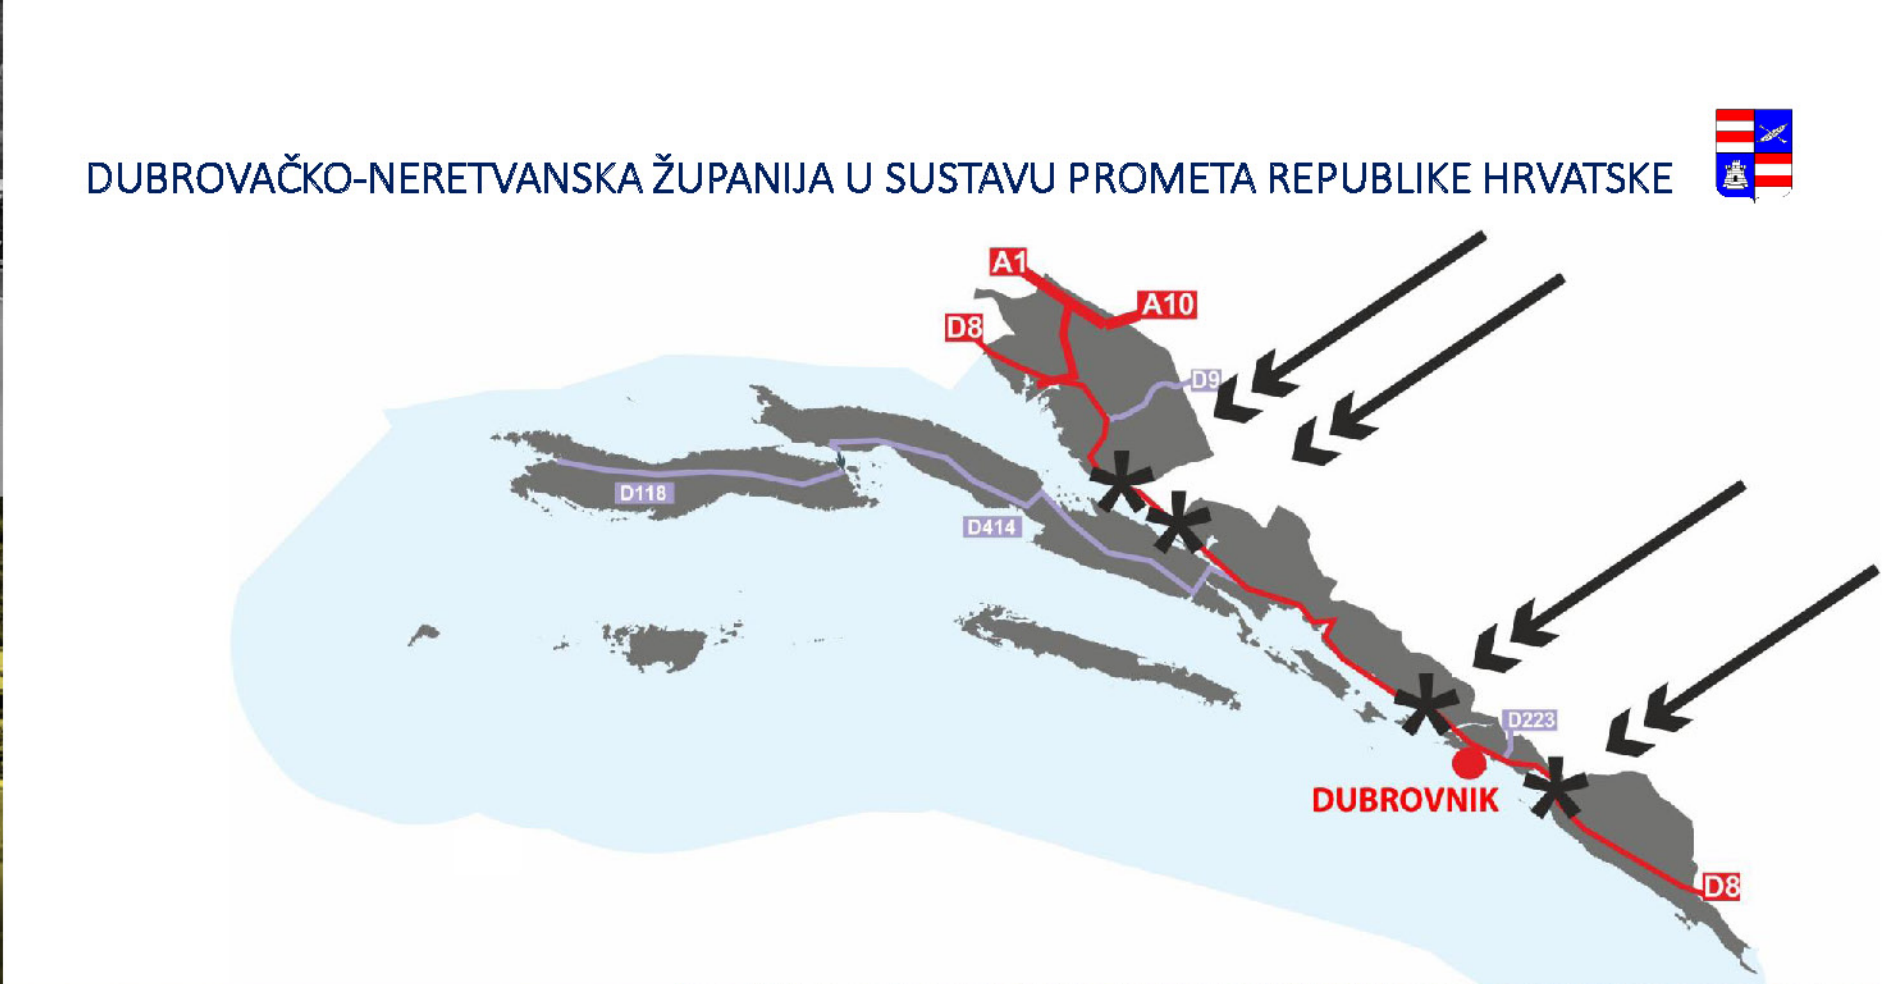 DUBROVAČKO-NERETVANSKA ŽUPANIJA U SUSTAVU PROMETA REPUBLIKE HRVATSKE
A1
A10
D8
D9
D118
D414
D223
DUBROVNIK
D8